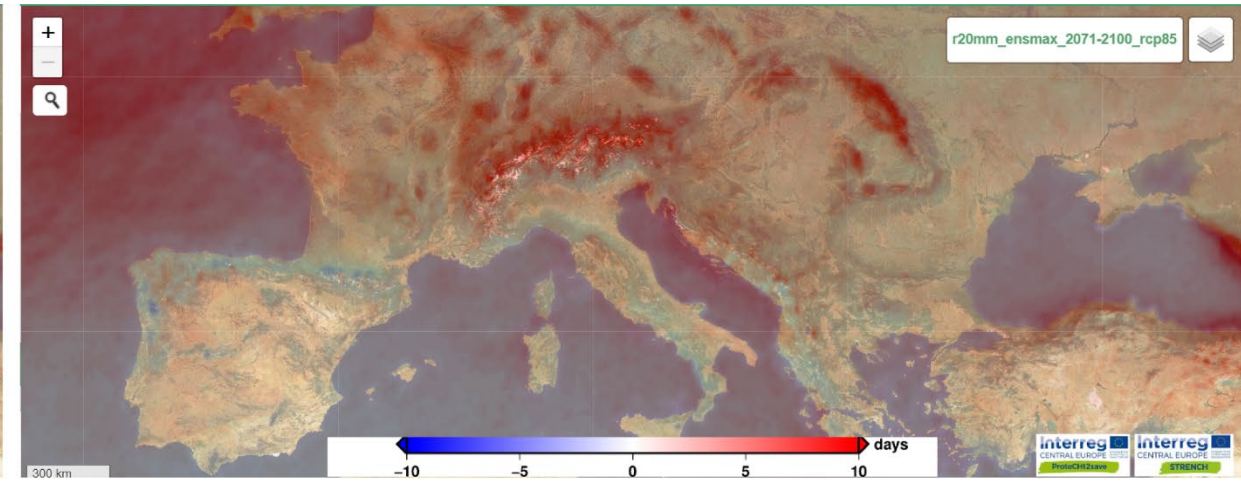 +
−
r20mm_ensmax_2071-2100_rcp85
days
−10
−5
0
5
10
300 km
Interreg
CENTRAL EUROPE
ProteCHt2save
Interreg
CENTRAL EUROPE
STRENCH